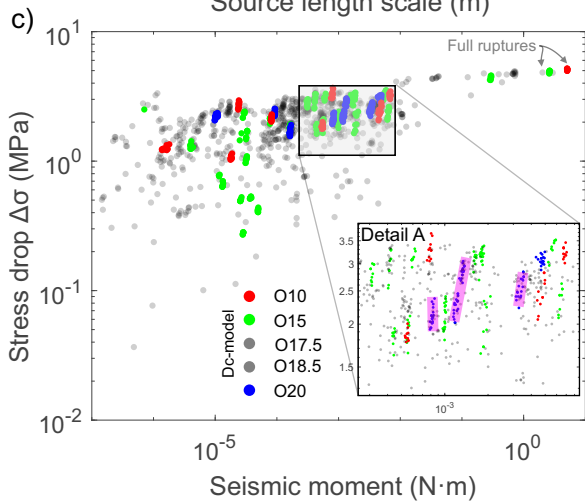 Source length scale (m)
c)
10^1
10^0
10^-1
10^-2
Stress drop Δσ (MPa)
Full ruptures
Detail A
3.5
3
2.5
2
1.5
10^-3
Dc-model
O10
O15
O17.5
O18.5
O20
10^-5
10^0
Seismic moment (N·m)